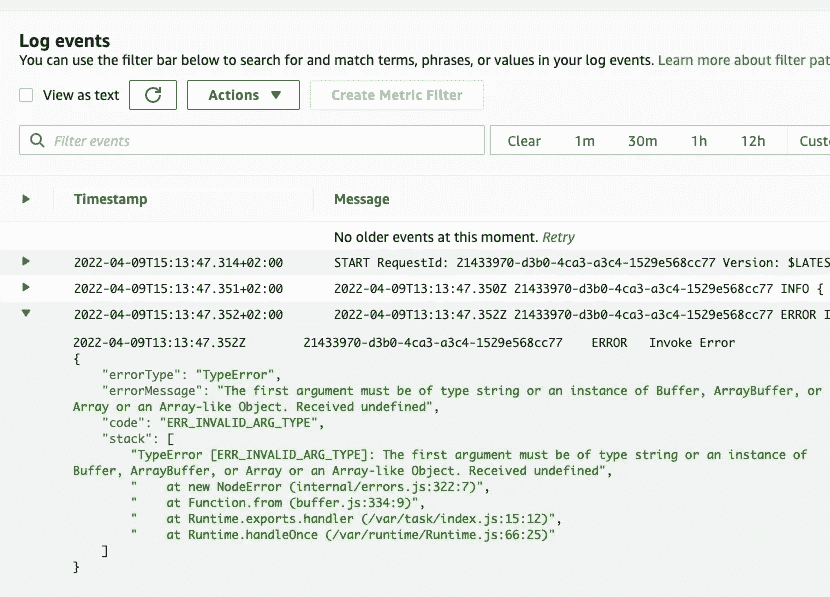 Log events
You can use the filter bar below to search for and match terms, phrases, or values in your log events. Learn more about filter pat
View as text Actions Create Metric Filter
Filter events Clear 1m 30m 1h 12h Custo
Timestamp Message
No older events at this moment. Retry
2022-04-09T15:13:47.314+02:00 START RequestId: 21433970-d3b0-4ca3-a3c4-1529e568cc77 Version: $LATES
2022-04-09T15:13:47.351+02:00 2022-04-09T13:13:47.350Z 21433970-d3b0-4ca3-a3c4-1529e568cc77 INFO {
2022-04-09T15:13:47.352+02:00 2022-04-09T13:13:47.352Z 21433970-d3b0-4ca3-a3c4-1529e568cc77 ERROR I
2022-04-09T13:13:47.352Z 21433970-d3b0-4ca3-a3c4-1529e568cc77 ERROR Invoke Error
{
"errorType": "TypeError",
"errorMessage": "The first argument must be of type string or an instance of Buffer, ArrayBuffer, or
Array or an Array-like Object. Received undefined",
"code": "ERR_INVALID_ARG_TYPE",
"stack": [
"TypeError [ERR_INVALID_ARG_TYPE]: The first argument must be of type string or an instance of
Buffer, ArrayBuffer, or Array or an Array-like Object. Received undefined",
"    at new NodeError (internal/errors.js:322:7)",
"    at Function.from (buffer.js:334:9)",
"    at Runtime.exports.handler (/var/task/index.js:15:12)",
"    at Runtime.handleOnce (/var/runtime/Runtime.js:66:25)"
]
}